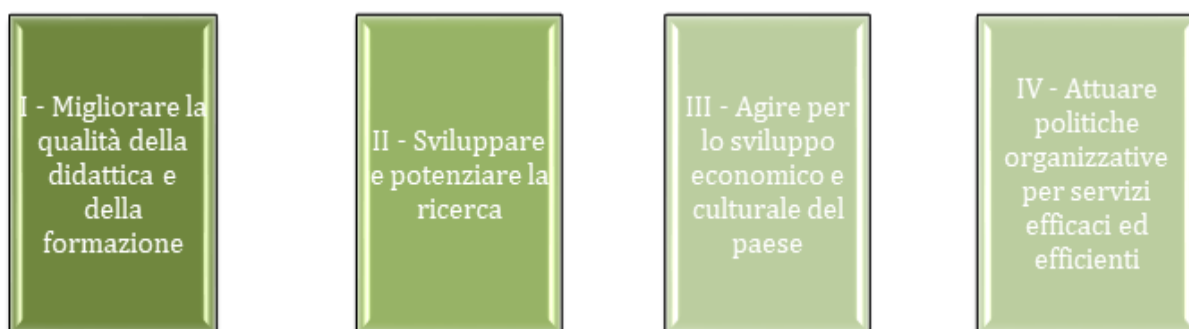 I - Migliorare la
qualità della
didattica e
della
formazione
II - Sviluppare
e potenziare la
ricerca
III - Agire per
lo sviluppo
economico e
culturale del
paese
IV - Attuare
politiche
organizzative
per servizi
efficaci ed
efficienti